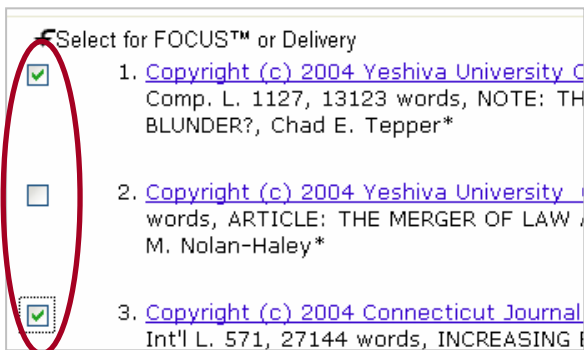 Select for FOCUS™ or Delivery
1. Copyright (c) 2004 Yeshiva University
Comp. L. 1127, 13123 words, NOTE:
BLUNDER?, Chad E. Tepper*
2. Copyright (c) 2004 Yeshiva University
words, ARTICLE: THE MERGER OF LAW
M. Nolan-Haley*
3. Copyright (c) 2004 Connecticut Journal
Int'l L. 571, 27144 words, INCREASING